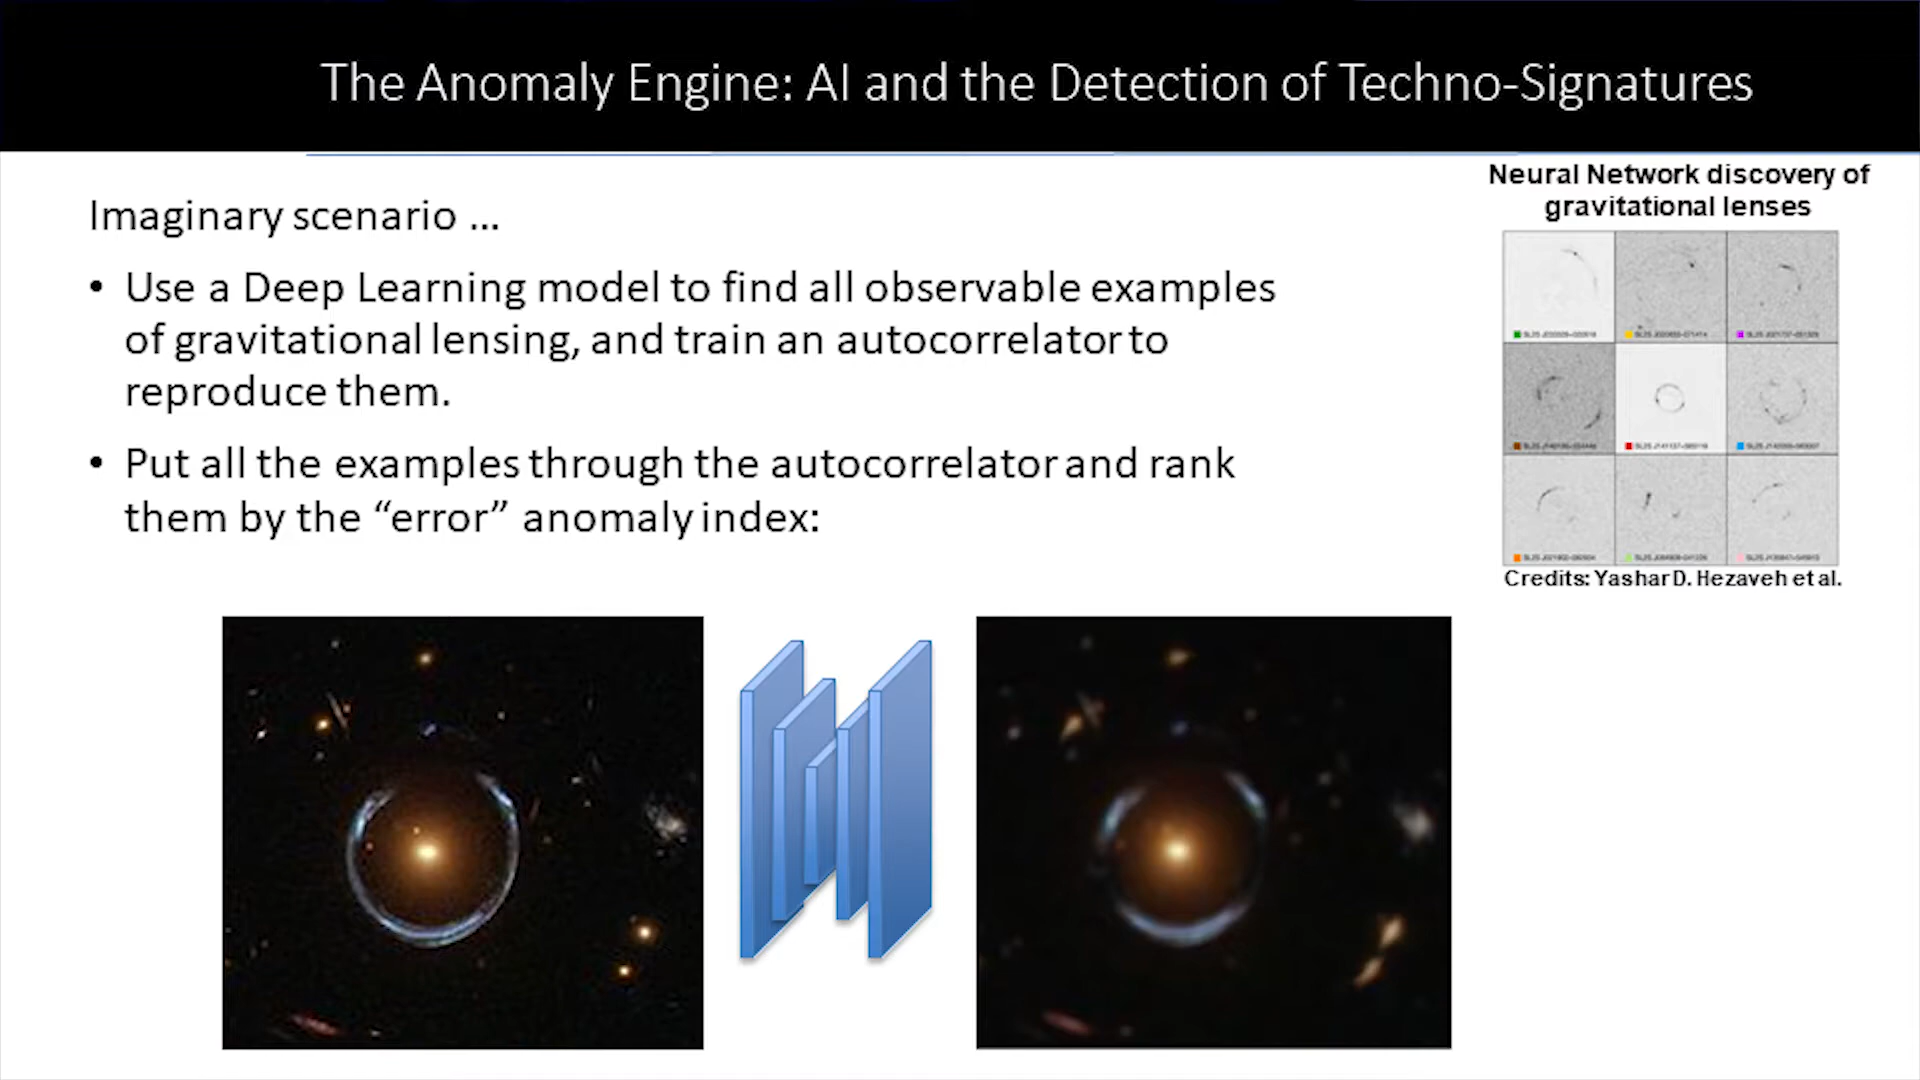 The Anomaly Engine: AI and the Detection of Techno-Signatures
Imaginary scenario ...
• Use a Deep Learning model to find all observable examples
of gravitational lensing, and train an autocorrelator to
reproduce them.
• Put all the examples through the autocorrelator and rank
them by the “error” anomaly index:
Neural Network discovery of
gravitational lenses
Credits: Yashar D. Hezaveh et al.